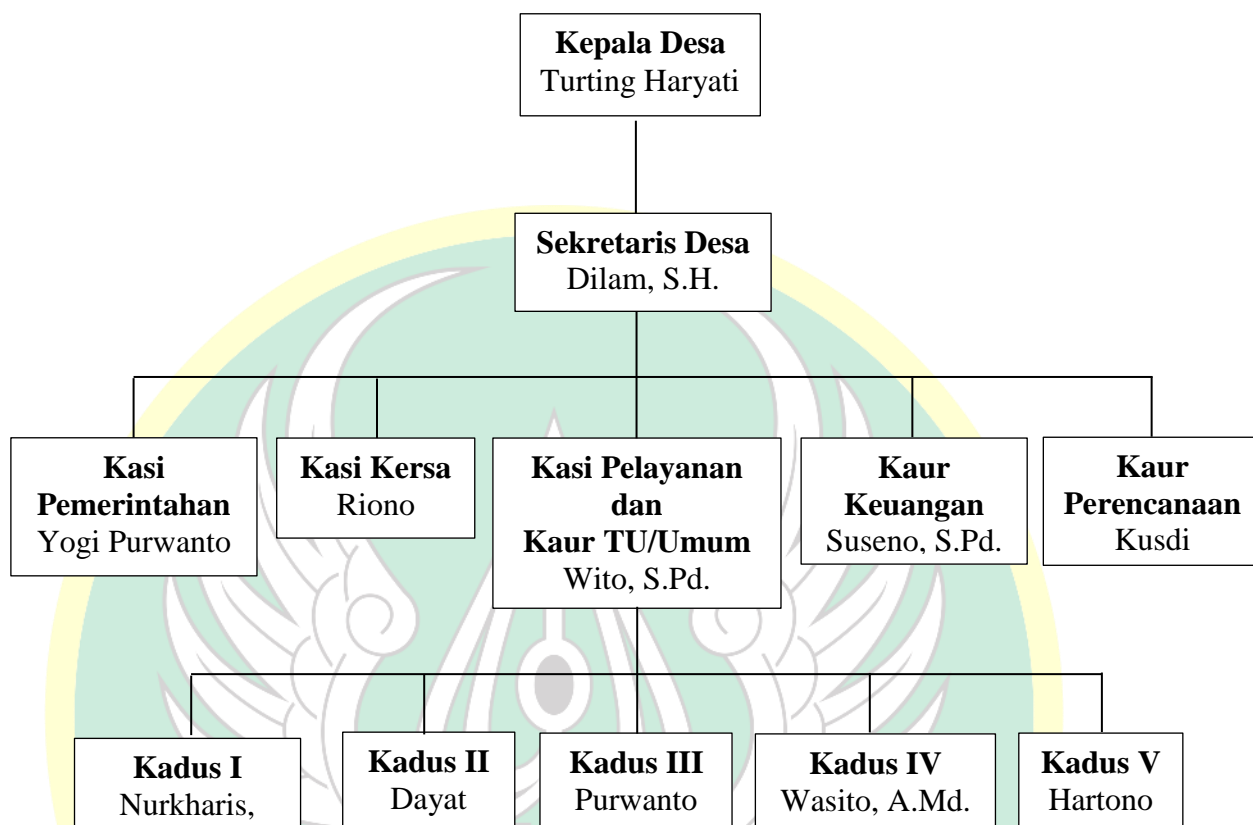 Kepala Desa
Turting Haryati
Sekretaris Desa
Dilam, S.H.
Kasi
Pemerintahan
Yogi Purwanto
Kasi Kersa
Riono
Kasi Pelayanan
dan
Kaur TU/Umum
Wito, S.Pd.
Kaur
Keuangan
Suseno, S.Pd.
Kaur
Perencanaan
Kusdi
Kadus I
Nurkharis,
Kadus II
Dayat
Kadus III
Purwanto
Kadus IV
Wasito, A.Md.
Kadus V
Hartono